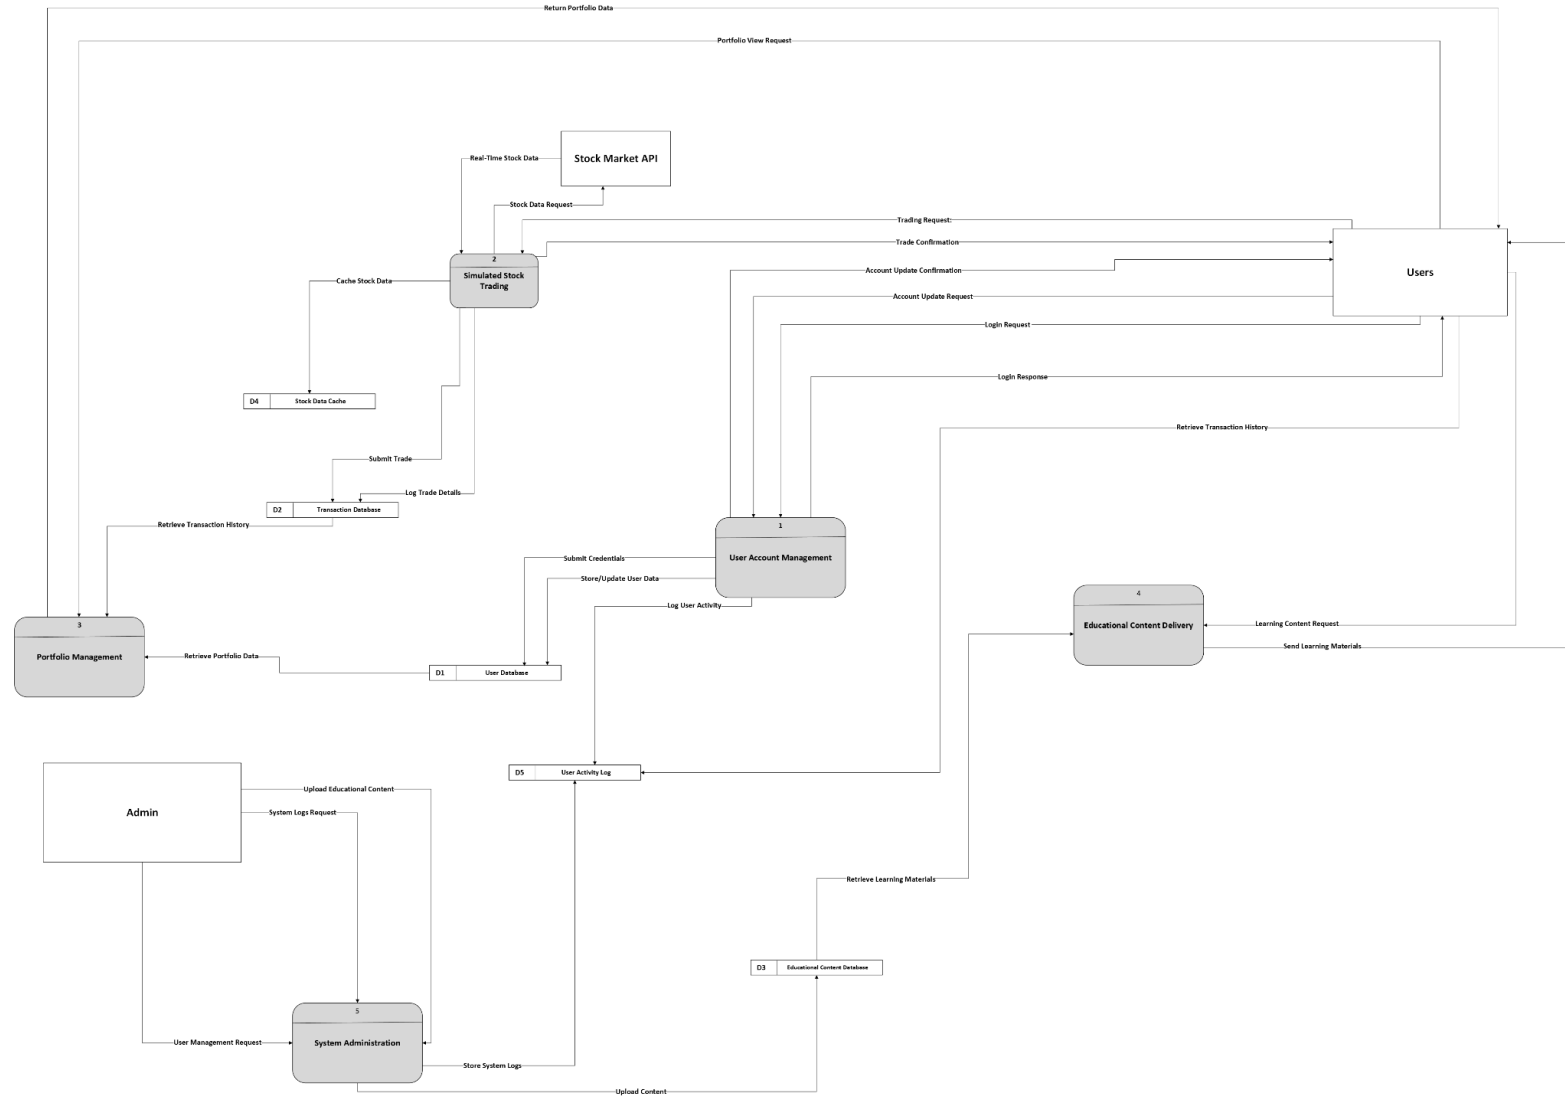 Return Portfolio Data
Portfolio View Request
Stock Market API
Real-Time Stock Data
Stock Data Request
Trading Request:
Trade Confirmation
2
Simulated Stock
Trading
Account Update Confirmation
Users
Cache Stock Data
Account Update Request
Login Request
Login Response
D4
Stock Data Cache
Retrieve Transaction History
Submit Trade
Log Trade Details
D2
Transaction Database
Retrieve Transaction History
1
User Account Management
Submit Credentials
Store/Update User Data
Log User Activity
4
Educational Content Delivery
Learning Content Request
Send Learning Materials
3
Portfolio Management
Retrieve Portfolio Data
D1
User Database
D5
User Activity Log
Admin
Upload Educational Content
System Logs Request
Retrieve Learning Materials
D3
Educational Content Database
5
System Administration
User Management Request
Store System Logs
Upload Content